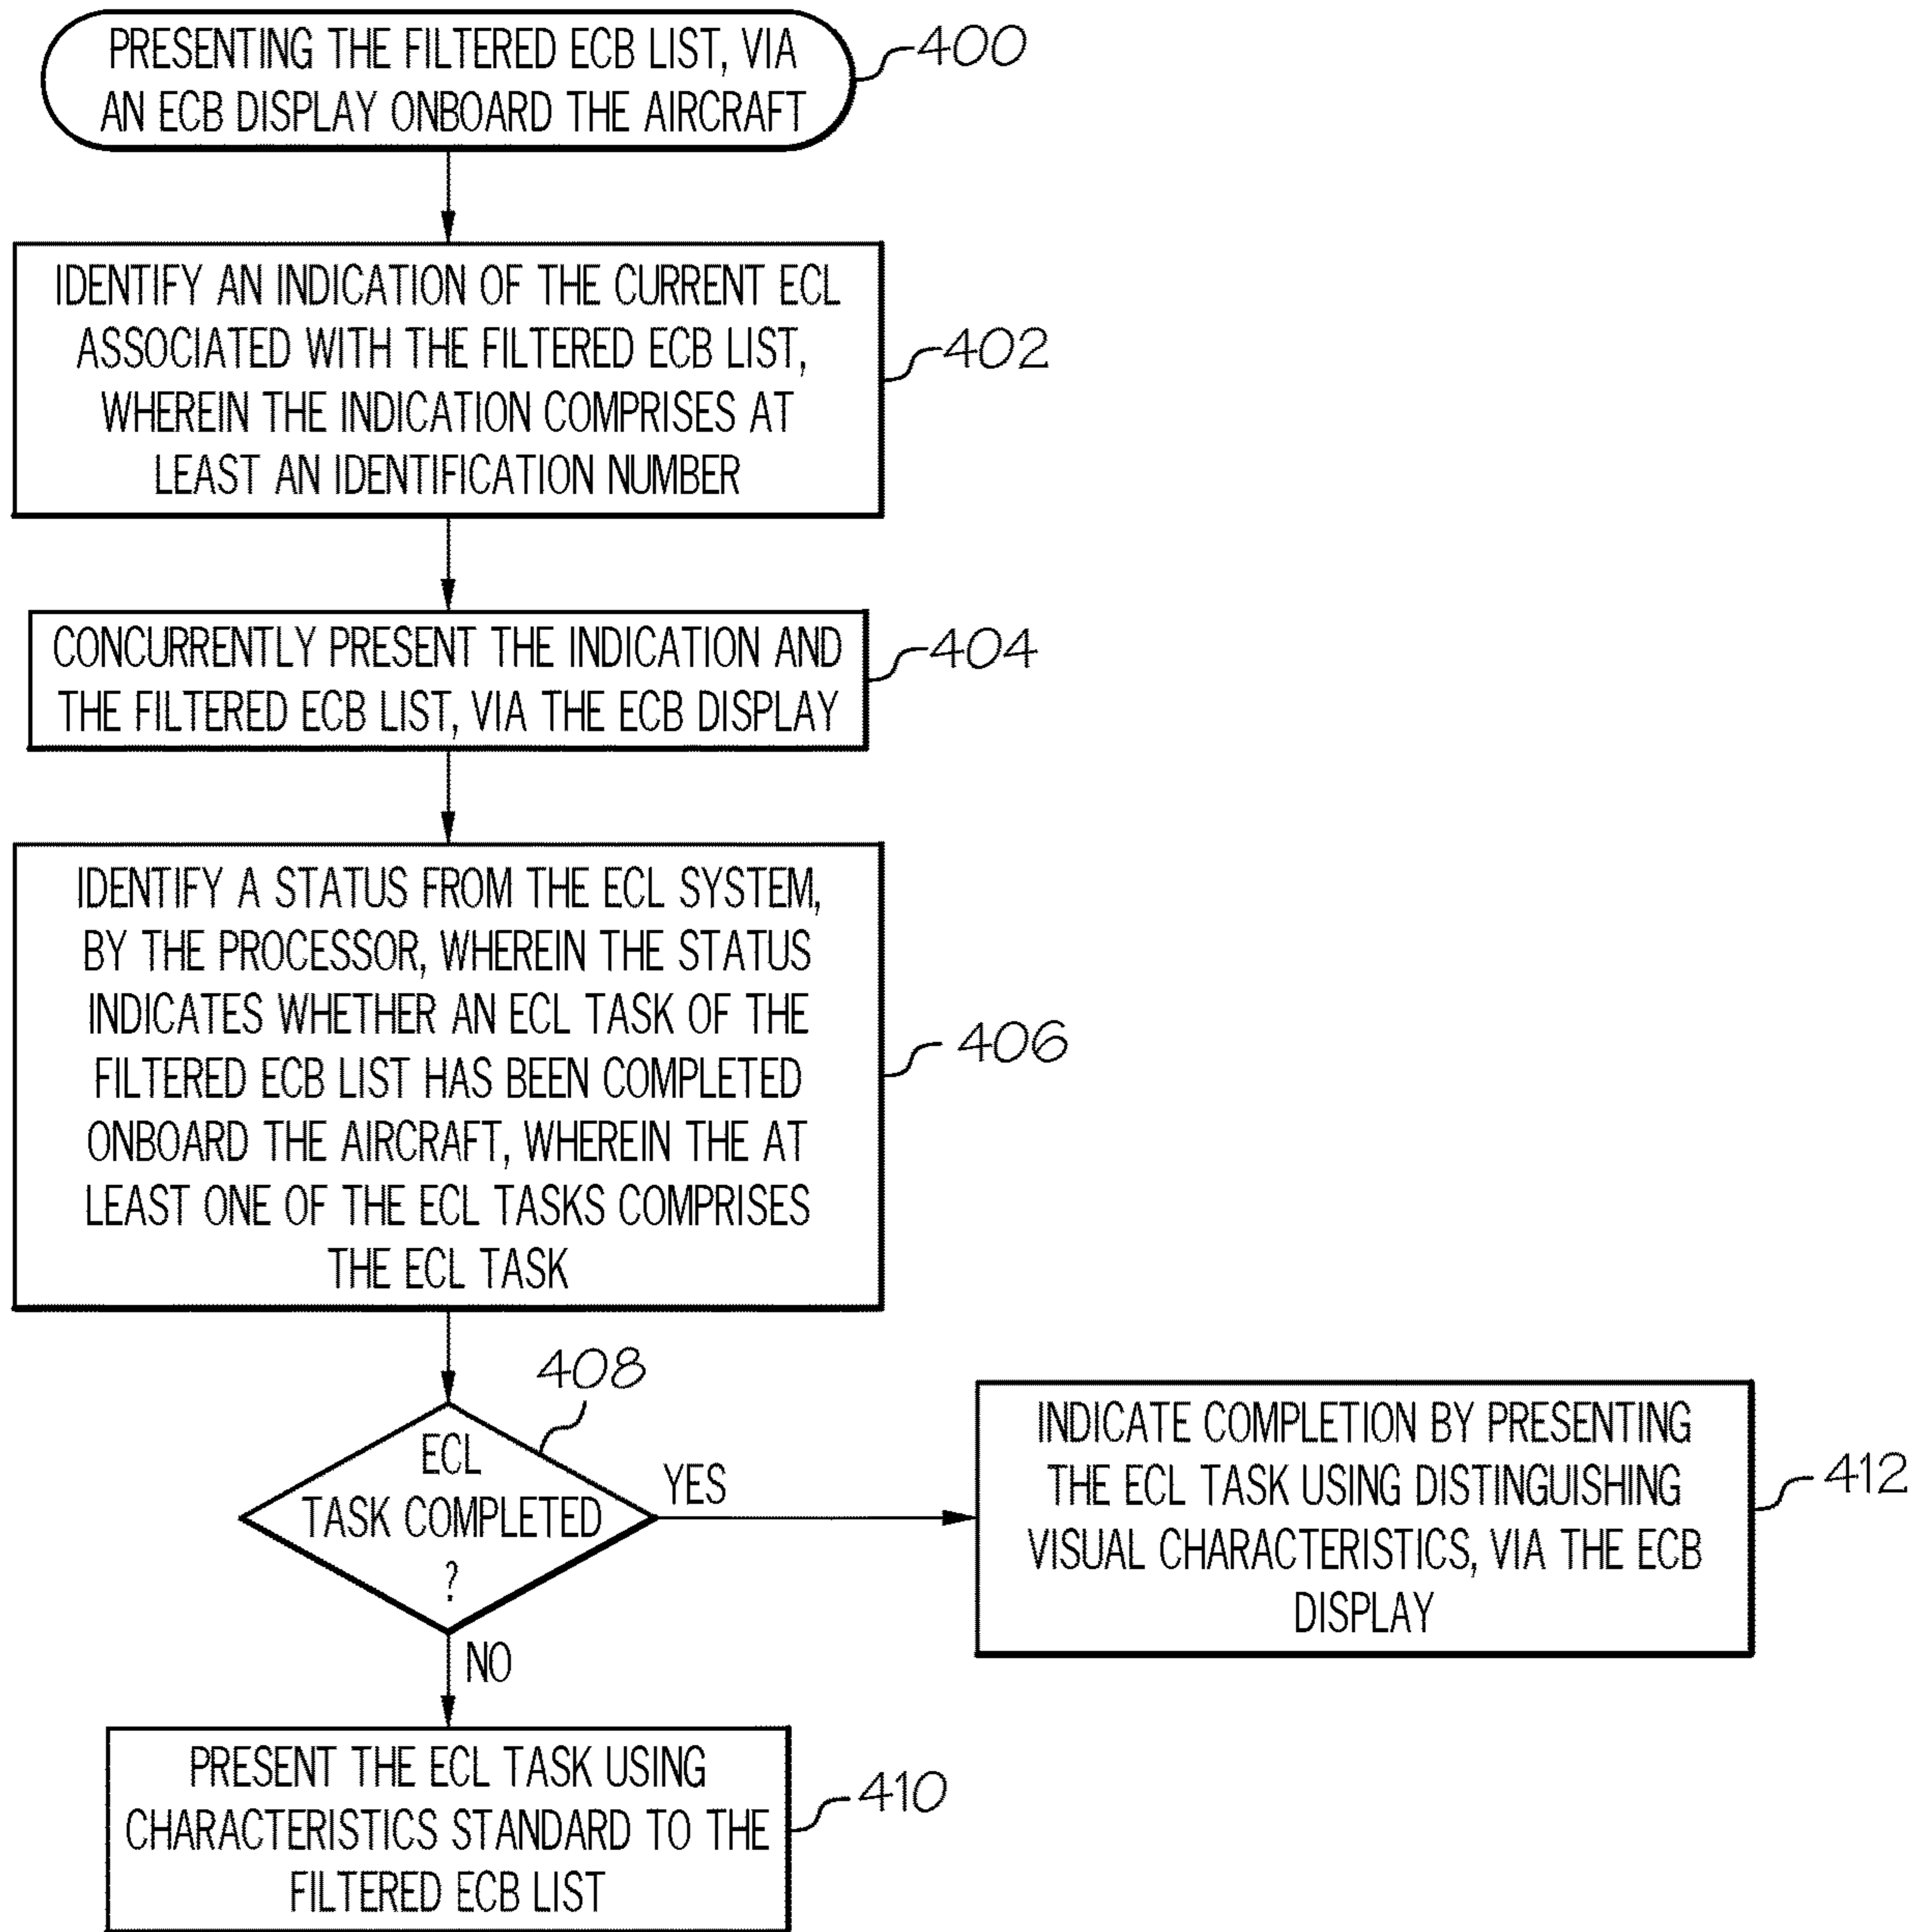 PRESENTING THE FILTERED ECB LIST, VIA
AN ECB DISPLAY ONBOARD THE AIRCRAFT
400
IDENTIFY AN INDICATION OF THE CURRENT ECL
ASSOCIATED WITH THE FILTERED ECB LIST,
WHEREIN THE INDICATION COMPRISES AT
LEAST AN IDENTIFICATION NUMBER
402
CONCURRENTLY PRESENT THE INDICATION AND
THE FILTERED ECB LIST, VIA THE ECB DISPLAY
404
IDENTIFY A STATUS FROM THE ECL SYSTEM,
BY THE PROCESSOR, WHEREIN THE STATUS
INDICATES WHETHER AN ECL TASK OF THE
FILTERED ECB LIST HAS BEEN COMPLETED
ONBOARD THE AIRCRAFT, WHEREIN THE AT
LEAST ONE OF THE ECL TASKS COMPRISES
THE ECL TASK
406
408
ECL
TASK COMPLETED
?
YES
INDICATE COMPLETION BY PRESENTING
THE ECL TASK USING DISTINGUISHING
VISUAL CHARACTERISTICS, VIA THE ECB
DISPLAY
412
NO
PRESENT THE ECL TASK USING
CHARACTERISTICS STANDARD TO THE
FILTERED ECB LIST
410